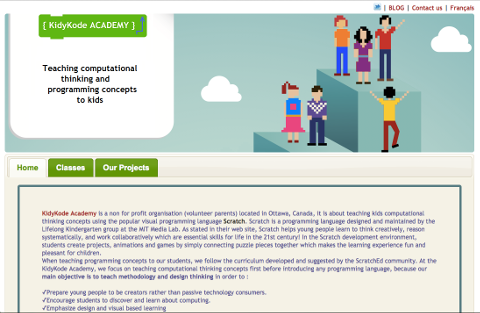 | BLOG | Contact us | Français
[ KidyKode ACADEMY ]
Teaching computational
thinking and
programming concepts
to kids
Home Classes Our Projects
KidyKode Academy is a non for profit organisation (volunteer parents) located in Ottawa, Canada, it is about teaching kids computational
thinking concepts using the popular visual programming language Scratch. Scratch is a programming language designed and maintained by the
Lifelong Kindergarten group at the MIT Media Lab. As stated in their web site, Scratch helps young people learn to think creatively, reason
systematically, and work collaboratively which are essential skills for life in the 21st century! In the Scratch development environment,
students create projects, animations and games by simply connecting puzzle pieces together which makes the learning experience fun and
pleasant for children.
When teaching programming concepts to our students, we follow the curriculum developed and suggested by the ScratchEd community. At the
KidyKode Academy, we focus on teaching computational thinking concepts first before introducing any programming language, because our
main objective is to teach methodology and design thinking in order to :
√Prepare young people to be creators rather than passive technology consumers.
√Encourage students to discover and learn about computing.
√Emphasize design and visual based learning